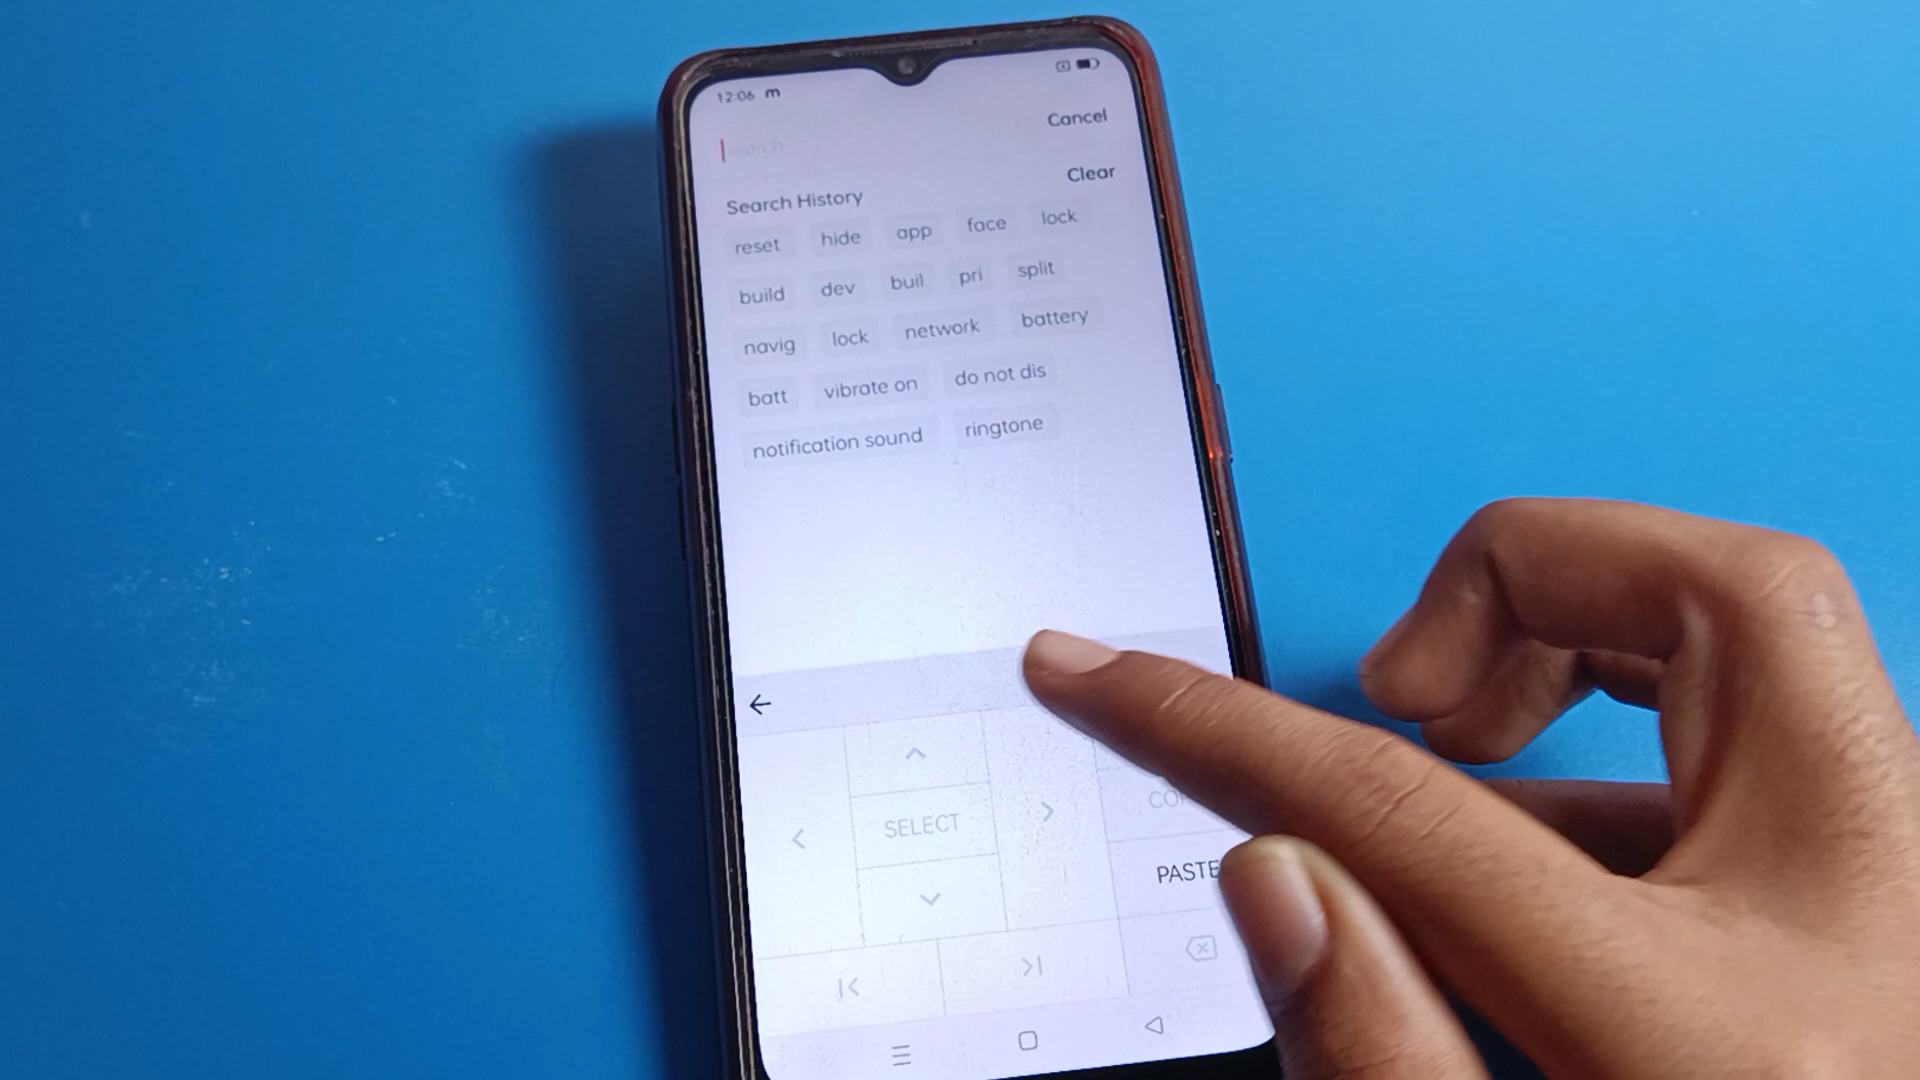 12:06 m
Cancel
search
Clear
Search History
reset hide app face lock
build dev buil pri split
navig lock network battery
batt vibrate on do not dis
notification sound ringtone
SELECT
PASTE